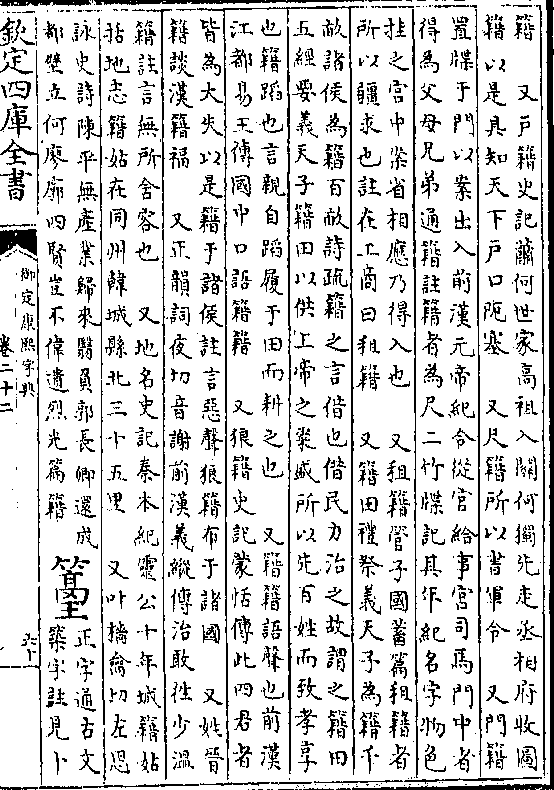 籍　又戶籍史記蕭何世家高祖入關何獨先走丞相府收圖
籍以是具知天下戶口阨塞　又尺籍所以書軍令　又門籍
置牒于門以案出入前漢元帝紀令從官給事宮司馬門中者
得為父母兄弟通籍註籍者為尺二竹牒記其年紀名字物色
挂之宮中案省相應乃得入也　又租籍管子國蓄篇租籍者
所以疆求也註在工商曰租籍　又籍田禮祭義天子為籍千
畝諸侯為籍百畝詩疏籍之言借也借民力治之故謂之籍田
五經要義天子籍田以供上帝之粢盛所以先百姓而致孝享
也籍蹈也言親自蹈履于田而耕之也　又籍籍語聲也前漢
江都易王傳國中口語籍籍　又狼籍史記蒙恬傳此四君者
皆為大失以是籍于諸侯註言惡聲狼籍布于諸國　又姓晉
籍談漢籍福　又正韻詞夜切音謝前漢義縱傳治敢往少溫
籍註言無所含容也　又地名史記秦本紀靈公十年城籍姑
括地志籍姑在同州韓城縣北三十五里　又叶牆龠切左思
詠史詩陳平無產業歸來翳負郭長卿還成
都壁立何寥廓四賢豈不偉遺烈光篇籍
𥫽
正字通古文
築字註見卜
欽定四庫全書
御定康熙字典
卷二十二
六十